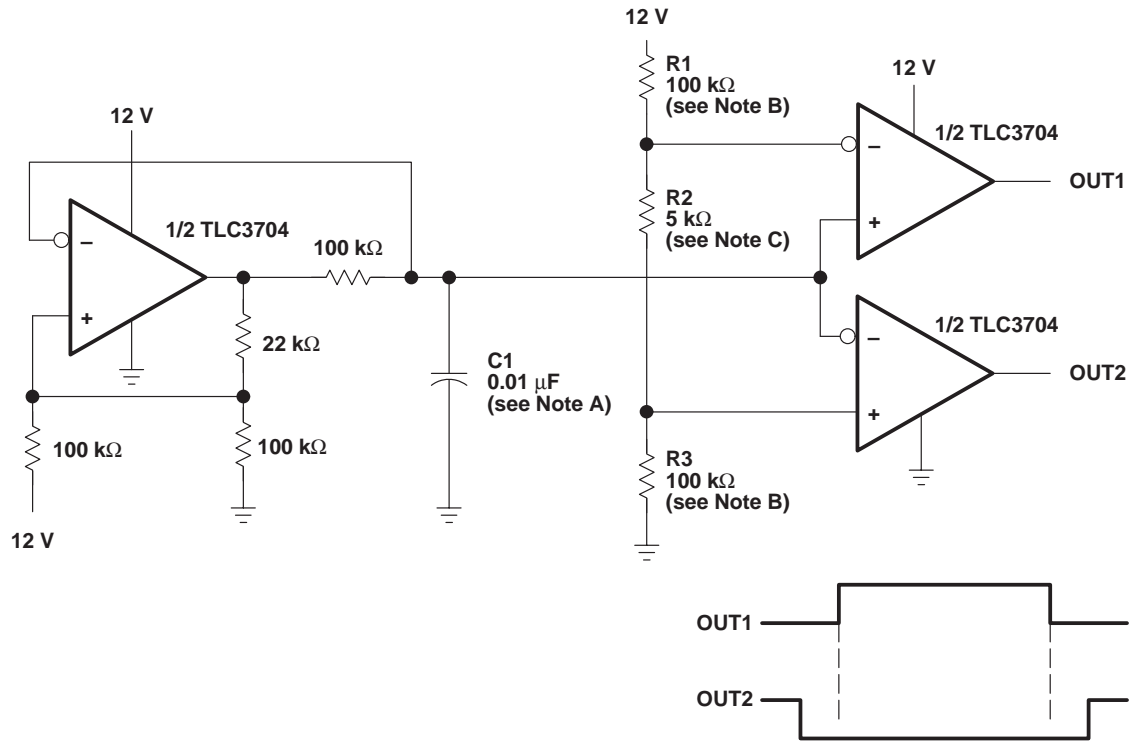 12 V
−
+
1/2 TLC3704
100 kΩ
22 kΩ
100 kΩ
100 kΩ
12 V
C1
0.01 μF
(see Note A)
12 V
R1
100 kΩ
(see Note B)
R2
5 kΩ
(see Note C)
R3
100 kΩ
(see Note B)
12 V
1/2 TLC3704
−
+
OUT1
1/2 TLC3704
−
+
OUT2
OUT1
OUT2